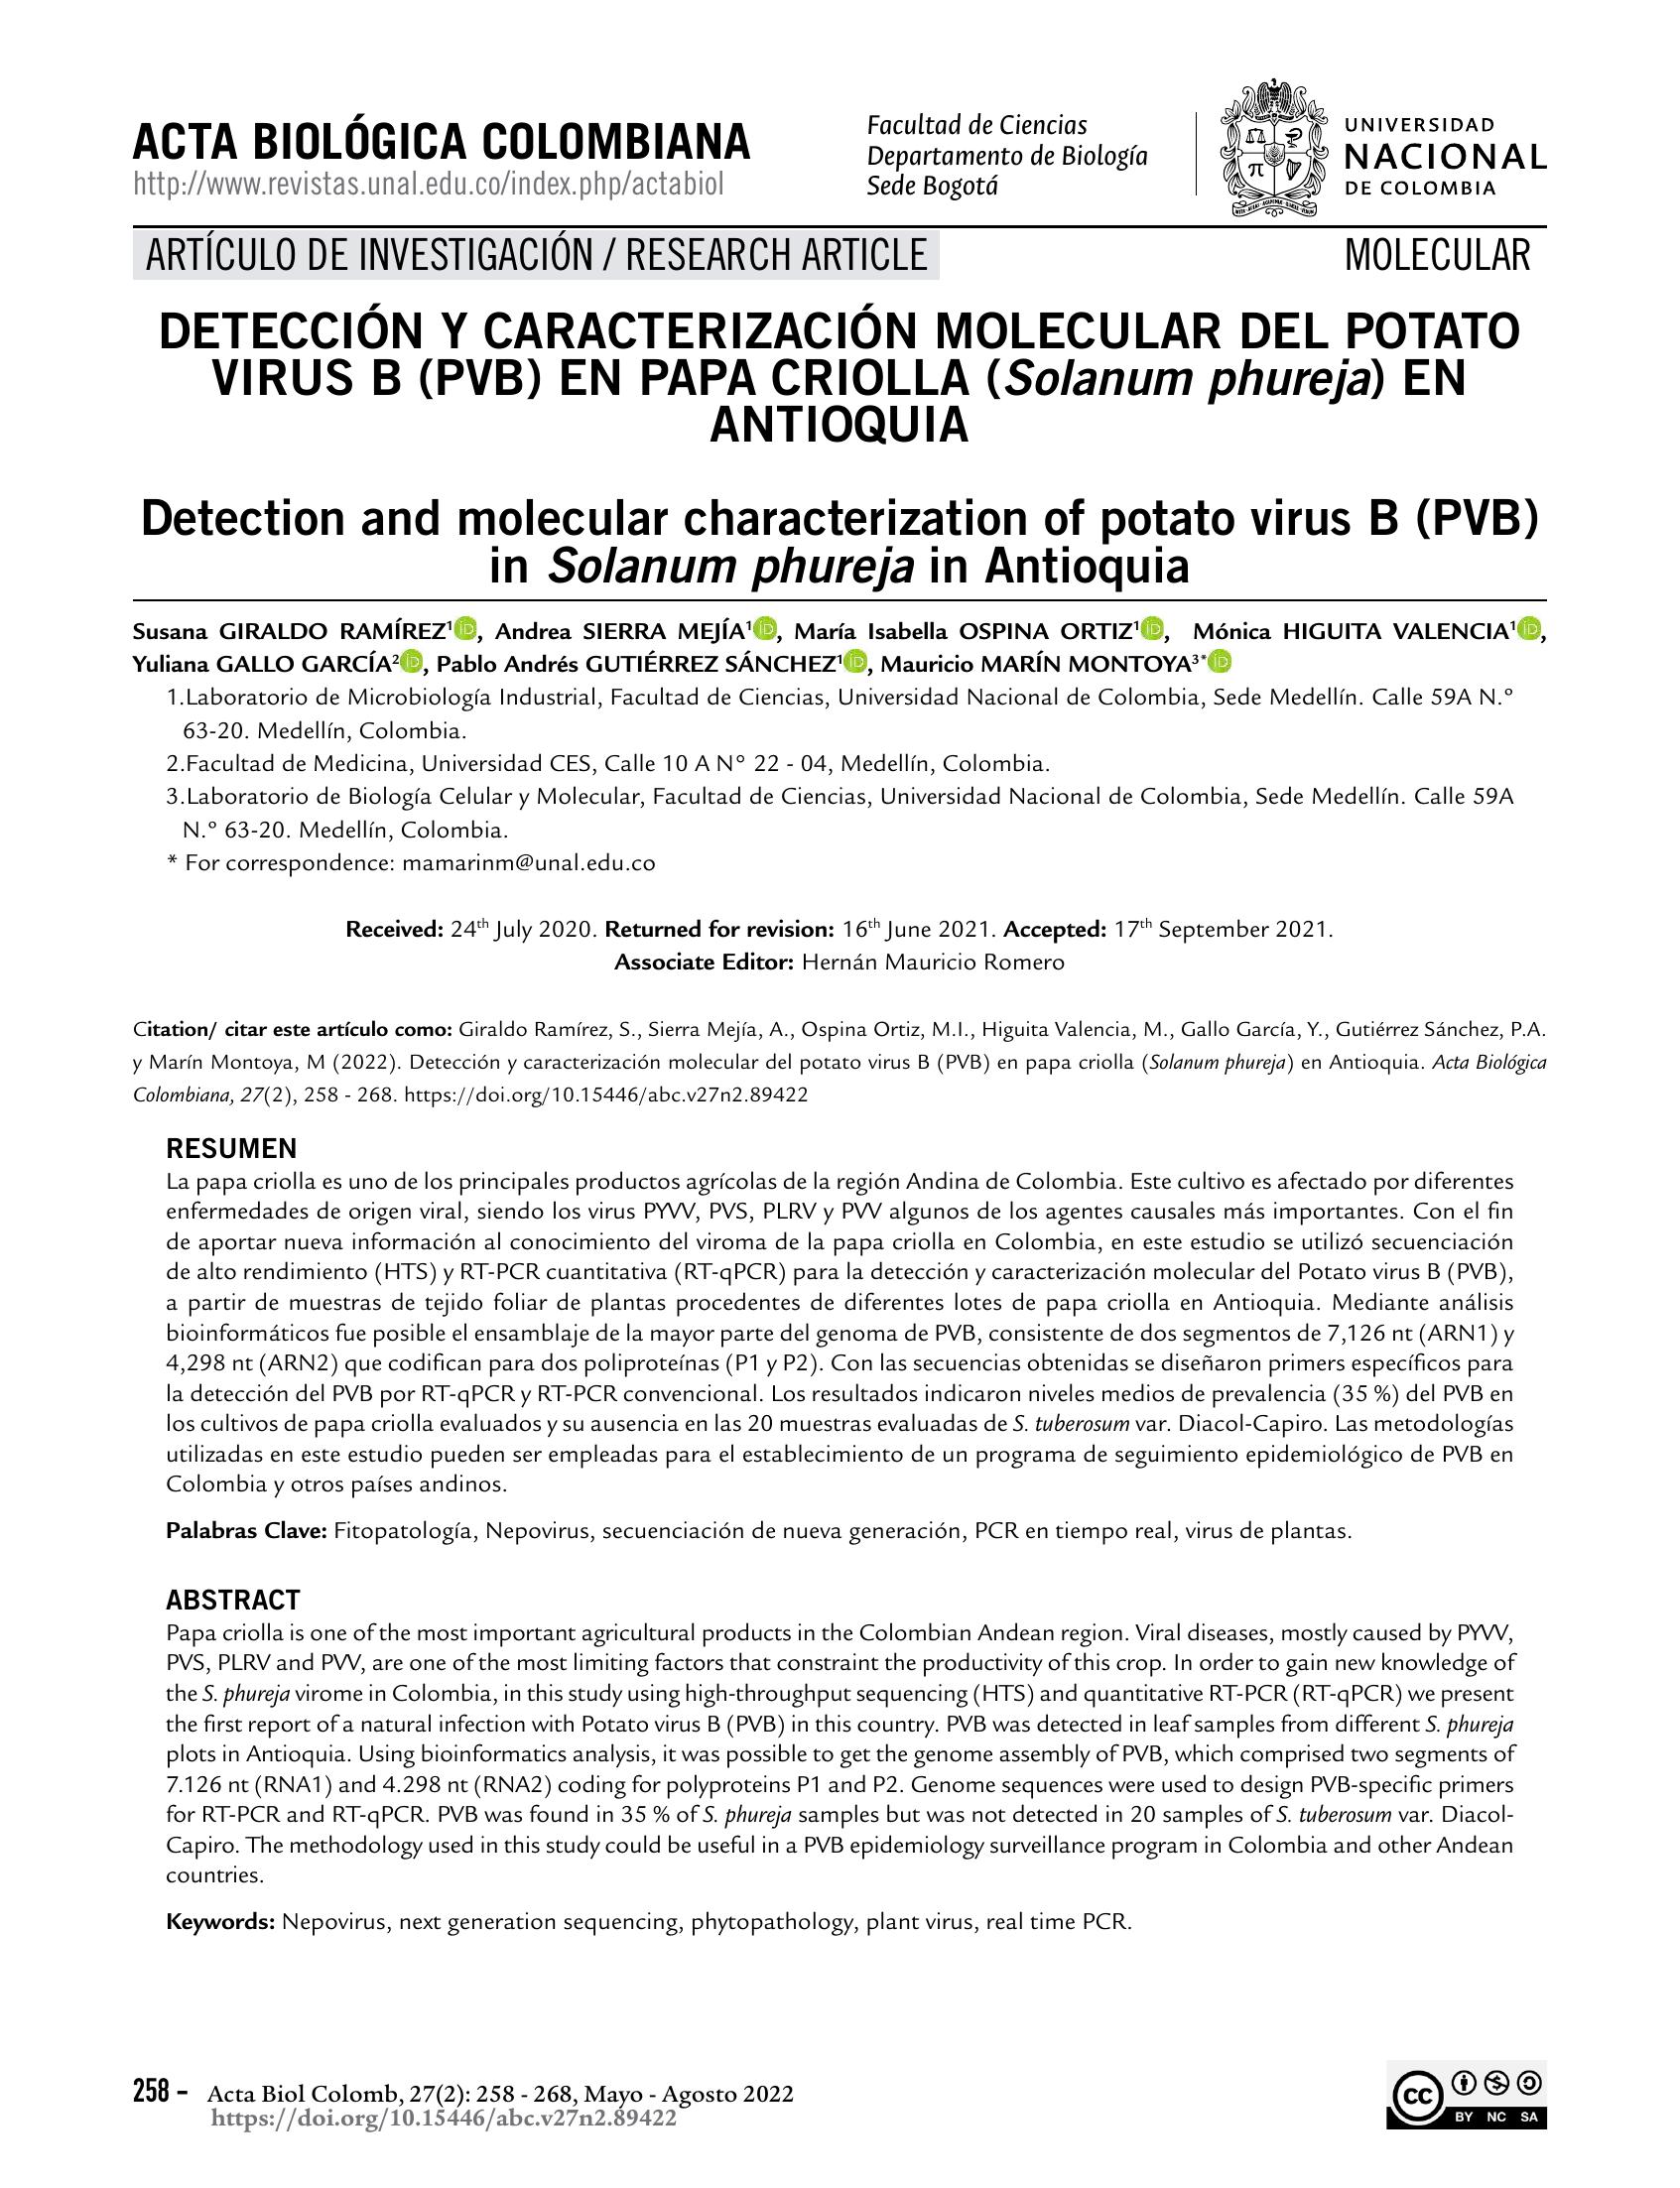 ACTA BIOLÓGICA COLOMBIANA
http://www.revistas.unal.edu.co/index.php/actabiol
Facultad de Ciencias
Departamento de Biología
Sede Bogotá
UNIVERSIDAD
NACIONAL
DE COLOMBIA
ARTÍCULO DE INVESTIGACIÓN / RESEARCH ARTICLE
MOLECULAR
DETECCIÓN Y CARACTERIZACIÓN MOLECULAR DEL POTATO
VIRUS B (PVB) EN PAPA CRIOLLA (Solanum phureja) EN
ANTIOQUIA
Detection and molecular characterization of potato virus B (PVB)
in Solanum phureja in Antioquia
Susana GIRALDO RAMÍREZ¹, Andrea SIERRA MEJÍA¹, María Isabella OSPINA ORTIZ¹, Mónica HIGUITA VALENCIA¹,
Yuliana GALLO GARCÍA², Pablo Andrés GUTIÉRREZ SÁNCHEZ¹, Mauricio MARÍN MONTOYA³*
1.Laboratorio de Microbiología Industrial, Facultad de Ciencias, Universidad Nacional de Colombia, Sede Medellín. Calle 59A N.°
63-20. Medellín, Colombia.
2.Facultad de Medicina, Universidad CES, Calle 10 A N° 22 - 04, Medellín, Colombia.
3.Laboratorio de Biología Celular y Molecular, Facultad de Ciencias, Universidad Nacional de Colombia, Sede Medellín. Calle 59A
N.° 63-20. Medellín, Colombia.
* For correspondence: mamarinm@unal.edu.co
Received: 24th July 2020. Returned for revision: 16th June 2021. Accepted: 17th September 2021.
Associate Editor: Hernán Mauricio Romero
Citation/ citar este artículo como: Giraldo Ramírez, S., Sierra Mejía, A., Ospina Ortiz, M.I., Higuita Valencia, M., Gallo García, Y., Gutiérrez Sánchez, P.A.
y Marín Montoya, M (2022). Detección y caracterización molecular del potato virus B (PVB) en papa criolla (Solanum phureja) en Antioquia. Acta Biológica
Colombiana, 27(2), 258 - 268. https://doi.org/10.15446/abc.v27n2.89422
RESUMEN
La papa criolla es uno de los principales productos agrícolas de la región Andina de Colombia. Este cultivo es afectado por diferentes
enfermedades de origen viral, siendo los virus PYVV, PVS, PLRV y PVV algunos de los agentes causales más importantes. Con el fin
de aportar nueva información al conocimiento del viroma de la papa criolla en Colombia, en este estudio se utilizó secuenciación
de alto rendimiento (HTS) y RT-PCR cuantitativa (RT-qPCR) para la detección y caracterización molecular del Potato virus B (PVB),
a partir de muestras de tejido foliar de plantas procedentes de diferentes lotes de papa criolla en Antioquia. Mediante análisis
bioinformáticos fue posible el ensamblaje de la mayor parte del genoma de PVB, consistente de dos segmentos de 7,126 nt (ARN1) y
4,298 nt (ARN2) que codifican para dos poliproteínas (P1 y P2). Con las secuencias obtenidas se diseñaron primers específicos para
la detección del PVB por RT-qPCR y RT-PCR convencional. Los resultados indicaron niveles medios de prevalencia (35 %) del PVB en
los cultivos de papa criolla evaluados y su ausencia en las 20 muestras evaluadas de S. tuberosum var. Diacol-Capiro. Las metodologías
utilizadas en este estudio pueden ser empleadas para el establecimiento de un programa de seguimiento epidemiológico de PVB en
Colombia y otros países andinos.
Palabras Clave: Fitopatología, Nepovirus, secuenciación de nueva generación, PCR en tiempo real, virus de plantas.
ABSTRACT
Papa criolla is one of the most important agricultural products in the Colombian Andean region. Viral diseases, mostly caused by PYVV,
PVS, PLRV and PVV, are one of the most limiting factors that constraint the productivity of this crop. In order to gain new knowledge of
the S. phureja virome in Colombia, in this study using high-throughput sequencing (HTS) and quantitative RT-PCR (RT-qPCR) we present
the first report of a natural infection with Potato virus B (PVB) in this country. PVB was detected in leaf samples from different S. phureja
plots in Antioquia. Using bioinformatics analysis, it was possible to get the genome assembly of PVB, which comprised two segments of
7.126 nt (RNA1) and 4.298 nt (RNA2) coding for polyproteins P1 and P2. Genome sequences were used to design PVB-specific primers
for RT-PCR and RT-qPCR. PVB was found in 35 % of S. phureja samples but was not detected in 20 samples of S. tuberosum var. Diacol-
Capiro. The methodology used in this study could be useful in a PVB epidemiology surveillance program in Colombia and other Andean
countries.
Keywords: Nepovirus, next generation sequencing, phytopathology, plant virus, real time PCR.
258 - Acta Biol Colomb, 27(2): 258 - 268, Mayo - Agosto 2022
https://doi.org/10.15446/abc.v27n2.89422
cc
BY NC SA